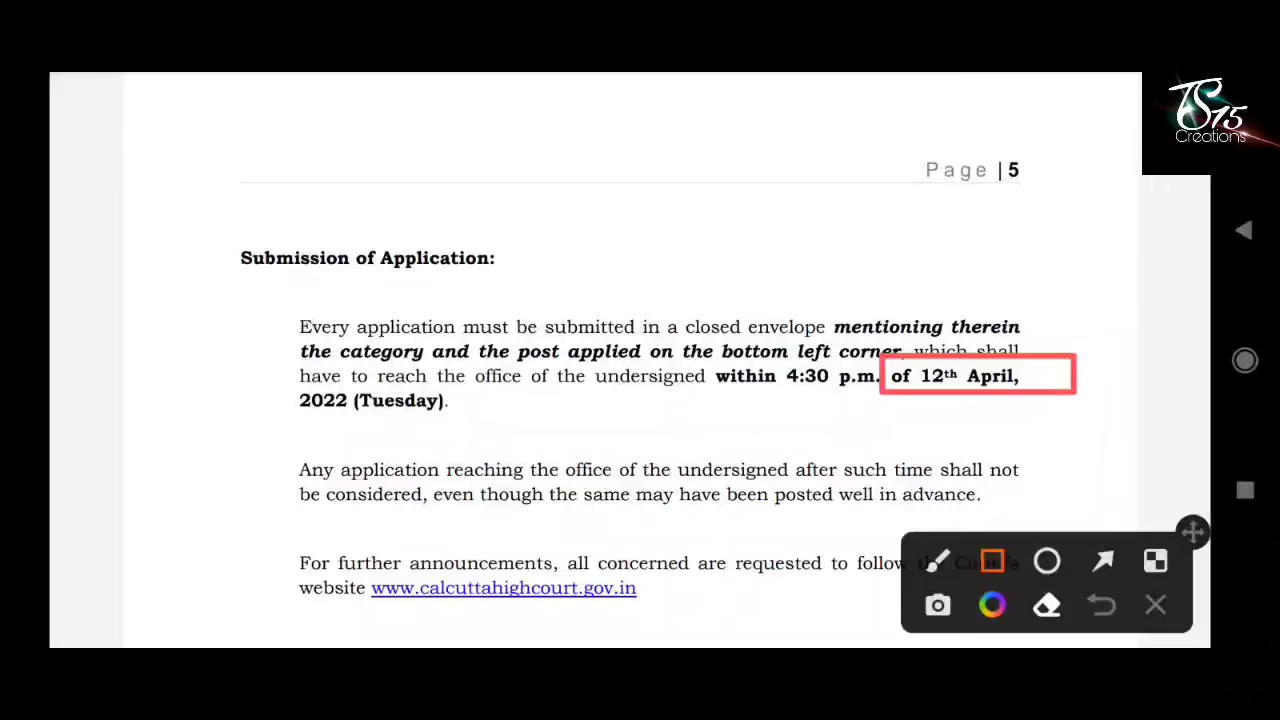 TS15
Creations
Page | 5
Submission of Application:
Every application must be submitted in a closed envelope mentioning therein
the category and the post applied on the bottom left corner, which shall
have to reach the office of the undersigned within 4:30 p.m. of 12th April,
2022 (Tuesday).
Any application reaching the office of the undersigned after such time shall not
be considered, even though the same may have been posted well in advance.
For further announcements, all concerned are requested to follow the Court's
website www.calcuttahighcourt.gov.in